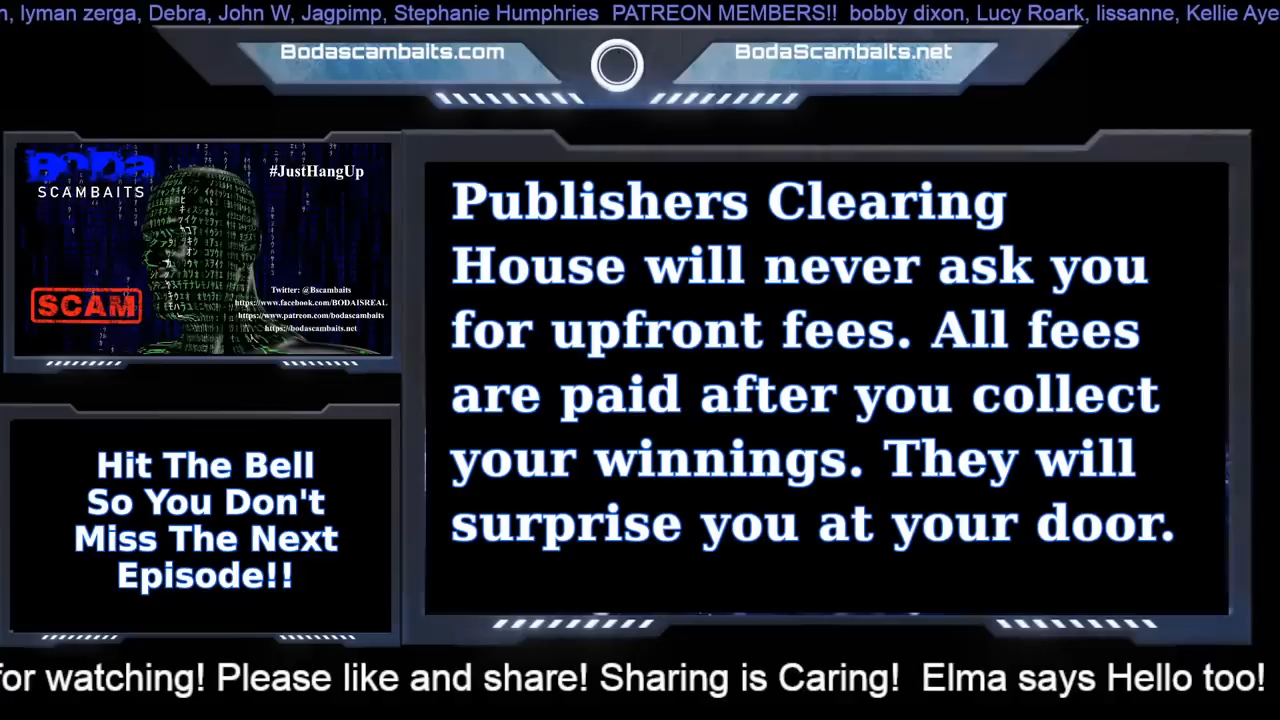 , lyman zerga, Debra, John W, Jagpimp, Stephanie Humphries PATREON MEMBERS!! bobby dixon, Lucy Roark, lissanne, Kellie Aye
Bodascambaits.com
BodaScambaits.net
BODA
SCAMBAITS
#JustHangUp
SCAM
Twitter: @Bscambaits
https://www.facebook.com/BODAISREAL
https://www.patreon.com/bodascambaits
https://bodascambaits.net
Publishers Clearing
House will never ask you
for upfront fees. All fees
are paid after you collect
your winnings. They will
surprise you at your door.
Hit The Bell
So You Don't
Miss The Next
Episode!!
for watching! Please like and share! Sharing is Caring! Elma says Hello too!